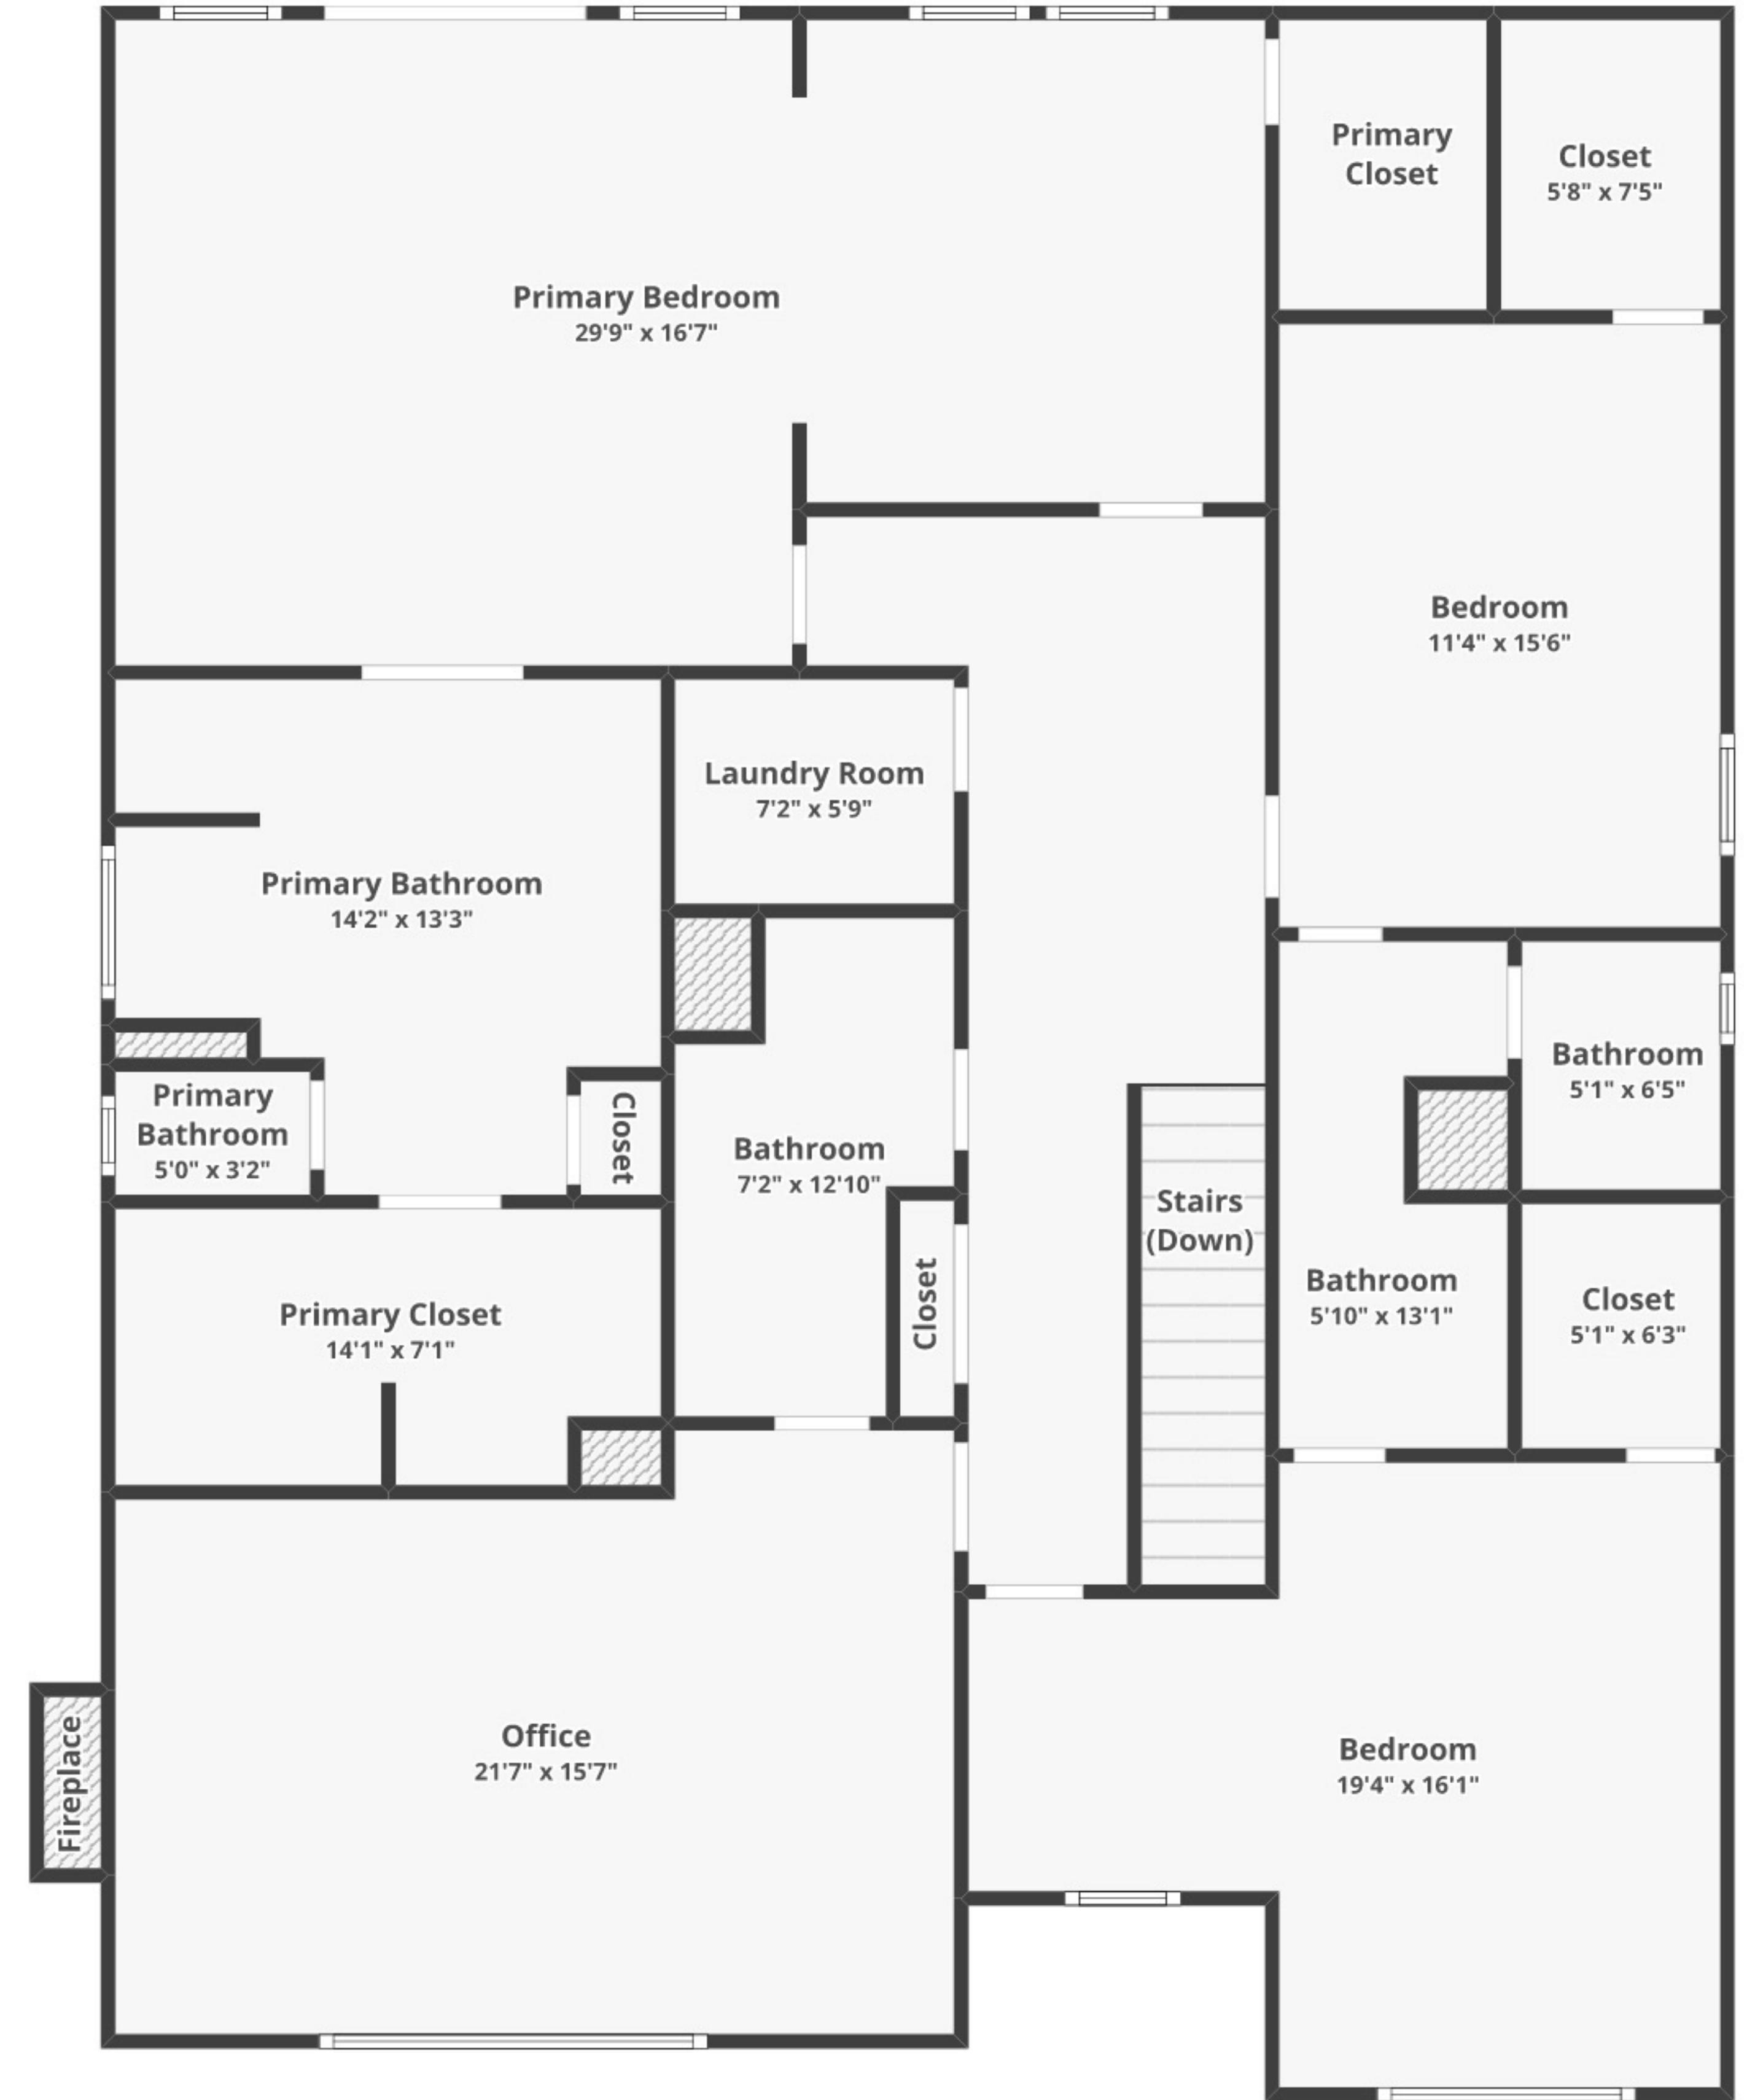 Primary
Closet
Closet
5'8" x 7'5"
Primary Bedroom
29'9" x 16'7"
Bedroom
11'4" x 15'6"
Laundry Room
7'2" x 5'9"
Primary Bathroom
14'2" x 13'3"
Bathroom
5'1" x 6'5"
Primary
Bathroom
5'0" x 3'2"
Closet
Bathroom
7'2" x 12'10"
Stairs
(Down)
Closet
Bathroom
5'10" x 13'1"
Closet
5'1" x 6'3"
Primary Closet
14'1" x 7'1"
Fireplace
Office
21'7" x 15'7"
Bedroom
19'4" x 16'1"